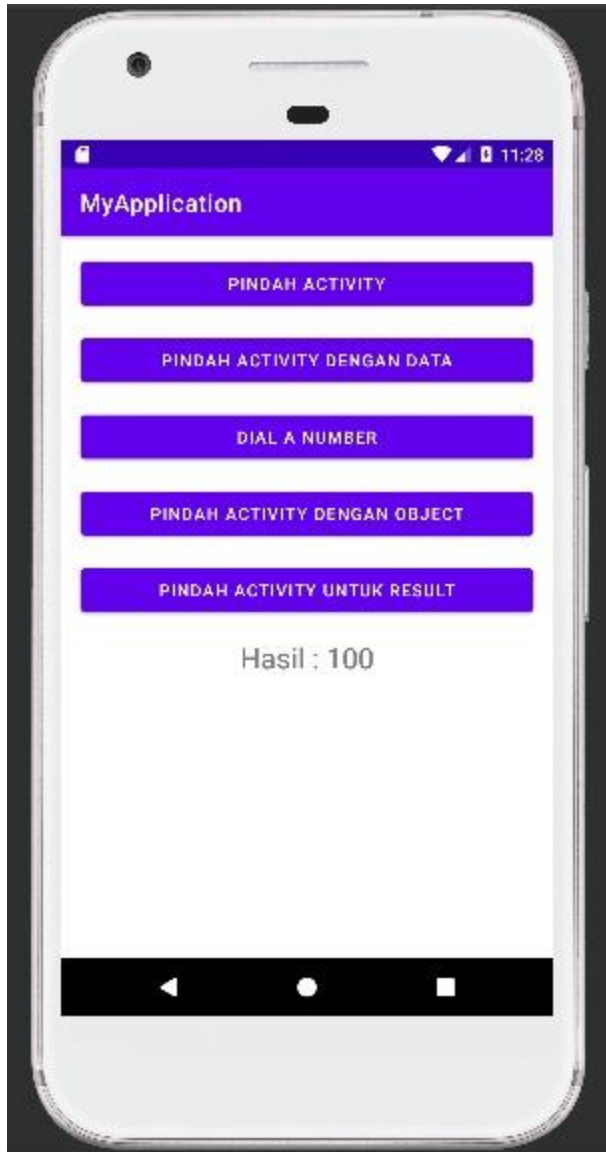 11:28
MyApplication
PINDAH ACTIVITY
PINDAH ACTIVITY DENGAN DATA
DIAL A NUMBER
PINDAH ACTIVITY DENGAN OBJECT
PINDAH ACTIVITY UNTUK RESULT
Hasil : 100